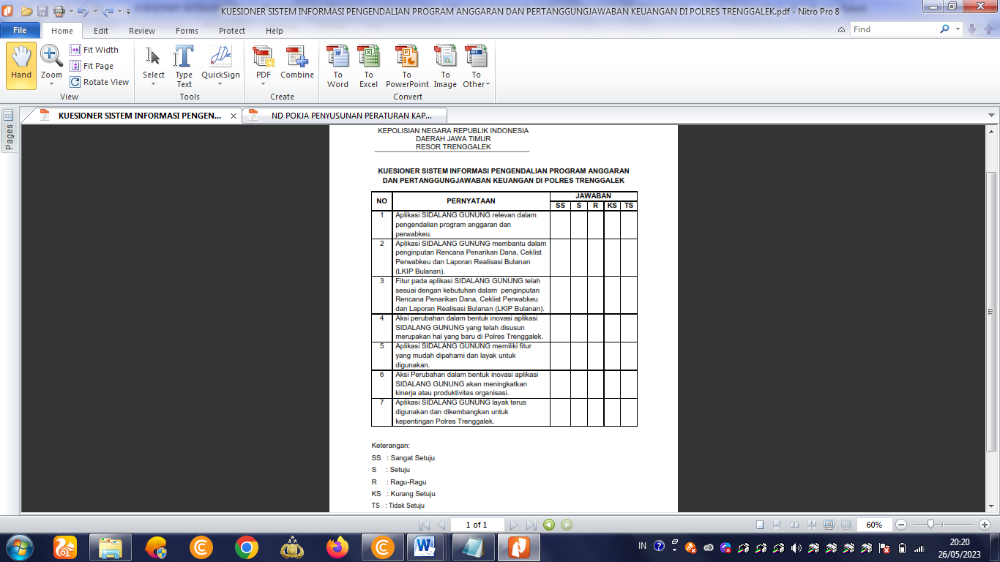 KUESIONER SISTEM INFORMASI PENGENDALIAN PROGRAM ANGGARAN DAN PERTANGGUNGJAWABAN KEUANGAN DI POLRES TRENGGALEK.pdf - Nitro Pro 8
File Home Edit Review Forms Protect Help Find
Hand Zoom Fit Width Fit Page Rotate View
View
Select Type Text QuickSign
Tools
PDF Combine
Create
To Word To Excel To PowerPoint To Image To Other
Convert
KUESIONER SISTEM INFORMASI PENGEN... ND POKJA PENYUSUNAN PERATURAN KAP...
Pages
KEPOLISIAN NEGARA REPUBLIK INDONESIA
DAERAH JAWA TIMUR
RESOR TRENGGALEK
KUESIONER SISTEM INFORMASI PENGENDALIAN PROGRAM ANGGARAN
DAN PERTANGGUNGJAWABAN KEUANGAN DI POLRES TRENGGALEK
NO PERNYATAAN JAWABAN
SS S R KS TS
1 Aplikasi SIDALANG GUNUNG relevan dalam
pengendalian program anggaran dan
perwabkeu.
2 Aplikasi SIDALANG GUNUNG membantu dalam
penginputan Rencana Penarikan Dana, Ceklist
Perwabkeu dan Laporan Realisasi Bulanan
(LKIP Bulanan).
3 Fitur pada aplikasi SIDALANG GUNUNG telah
sesuai dengan kebutuhan dalam penginputan
Rencana Penarikan Dana, Ceklist Perwabkeu
dan Laporan Realisasi Bulanan (LKIP Bulanan).
4 Aksi perubahan dalam bentuk inovasi aplikasi
SIDALANG GUNUNG yang telah disusun
merupakan hal yang baru di Polres Trenggalek.
5 Aplikasi SIDALANG GUNUNG memiliki fitur
yang mudah dipahami dan layak untuk
digunakan.
6 Aksi Perubahan dalam bentuk inovasi aplikasi
SIDALANG GUNUNG akan meningkatkan
kinerja atau produktivitas organisasi.
7 Aplikasi SIDALANG GUNUNG layak terus
digunakan dan dikembangkan untuk
kepentingan Polres Trenggalek.
Keterangan:
SS : Sangat Setuju
S : Setuju
R : Ragu-Ragu
KS : Kurang Setuju
TS : Tidak Setuju
1 of 1
60%
IN
20:20
26/05/2023